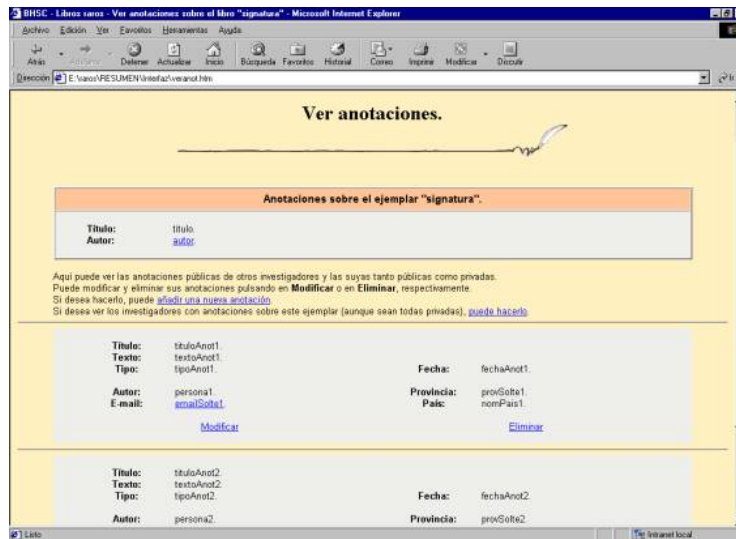 BHSC - Libros raros - Ver anotaciones sobre el libro "signatura" - Microsoft Internet Explorer
Archivo Edición Ver Favoritos Herramientas Ayuda
Atrás Adelante Detener Actualizar Inicio Búsqueda Favoritos Historial Correo Imprimir Modificar Discutir
Dirección E:\raros\RESUMEN\Interfaz\veranot.htm Ir
Ver anotaciones.
Anotaciones sobre el ejemplar "signatura".
Título: titulo.
Autor: autor.
Aquí puede ver las anotaciones públicas de otros investigadores y las suyas tanto públicas como privadas.
Puede modificar y eliminar sus anotaciones pulsando en Modificar o en Eliminar, respectivamente.
Si desea hacerlo, puede añadir una nueva anotación.
Si desea ver los investigadores con anotaciones sobre este ejemplar (aunque sean todas privadas), puede hacerlo.
Título: tituloAnot1.
Texto: textoAnot1.
Tipo: tipoAnot1. Fecha: fechaAnot1.
Autor: persona1. Provincia: provSolte1.
E-mail: emailSolte1. País: nomPais1.
Modificar Eliminar
Título: tituloAnot2.
Texto: textoAnot2.
Tipo: tipoAnot2. Fecha: fechaAnot2.
Autor: persona2. Provincia: provSolte2.
Listo Intranet local